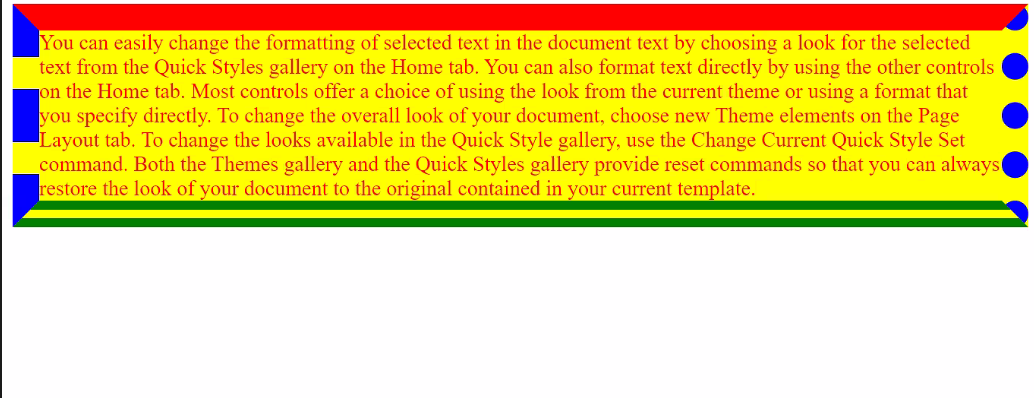 You can easily change the formatting of selected text in the document text by choosing a look for the selected
text from the Quick Styles gallery on the Home tab. You can also format text directly by using the other controls
on the Home tab. Most controls offer a choice of using the look from the current theme or using a format that
you specify directly. To change the overall look of your document, choose new Theme elements on the Page
Layout tab. To change the looks available in the Quick Style gallery, use the Change Current Quick Style Set
command. Both the Themes gallery and the Quick Styles gallery provide reset commands so that you can always
restore the look of your document to the original contained in your current template.